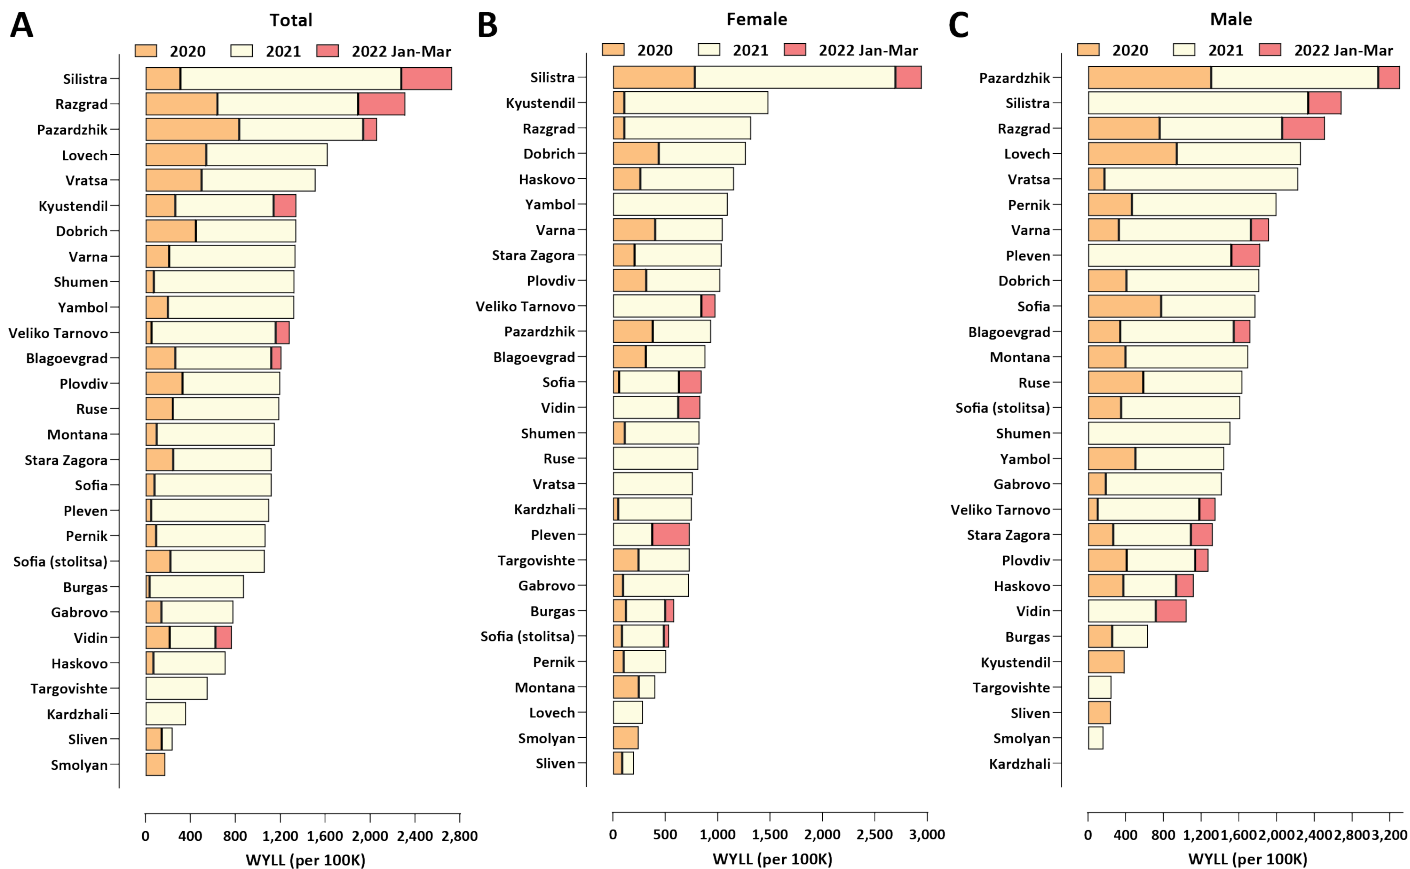 A
Total
2020 2021 2022 Jan-Mar
Silistra
Razgrad
Pazardzhik
Lovech
Vratsa
Kyustendil
Dobrich
Varna
Shumen
Yambol
Veliko Tarnovo
Blagoevgrad
Plovdiv
Ruse
Montana
Stara Zagora
Sofia
Pleven
Pernik
Sofia (stolitsa)
Burgas
Gabrovo
Vidin
Haskovo
Targovishte
Kardzhali
Sliven
Smolyan
0 400 800 1,200 1,600 2,000 2,400 2,800
WYLL (per 100K)
B
Female
2020 2021 2022 Jan-Mar
Silistra
Kyustendil
Razgrad
Dobrich
Haskovo
Yambol
Varna
Stara Zagora
Plovdiv
Veliko Tarnovo
Pazardzhik
Blagoevgrad
Sofia
Vidin
Shumen
Ruse
Vratsa
Kardzhali
Pleven
Targovishte
Gabrovo
Burgas
Sofia (stolitsa)
Pernik
Montana
Lovech
Smolyan
Sliven
0 500 1,000 1,500 2,000 2,500 3,000
WYLL (per 100K)
C
Male
2020 2021 2022 Jan-Mar
Pazardzhik
Silistra
Razgrad
Lovech
Vratsa
Pernik
Varna
Pleven
Dobrich
Sofia
Blagoevgrad
Montana
Ruse
Sofia (stolitsa)
Shumen
Yambol
Gabrovo
Veliko Tarnovo
Stara Zagora
Plovdiv
Haskovo
Vidin
Burgas
Kyustendil
Targovishte
Sliven
Smolyan
Kardzhali
0 400 800 1,200 1,600 2,000 2,400 2,800 3,200
WYLL (per 100K)